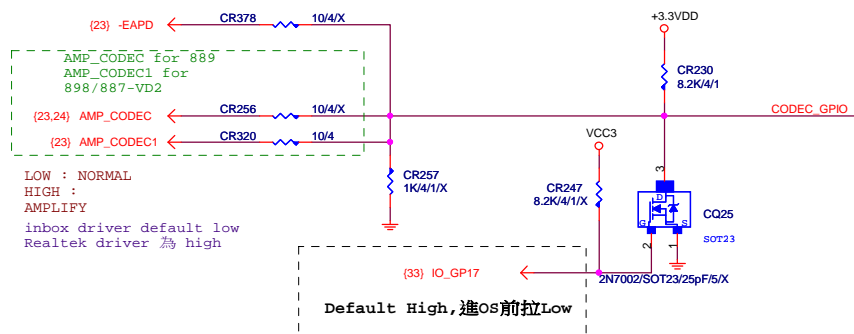 {23} -EAPD
CR378
10/4/X
+3.3VDD
AMP_CODEC for 889
AMP_CODEC1 for
898/887-VD2
CR230
8.2K/4/1
{23,24} AMP_CODEC
CR256
10/4/X
CODEC_GPIO
{23} AMP_CODEC1
CR320
10/4
VCC3
LOW : NORMAL
HIGH :
AMPLIFY
CR257
1K/4/1/X
CR247
8.2K/4/1/X
3
D
G
S
CQ25
SOT23
2
1
inbox driver default low
Realtek driver 為 high
{33} IO_GP17
2N7002/SOT23/25pF/5/X
Default High,進OS前拉Low